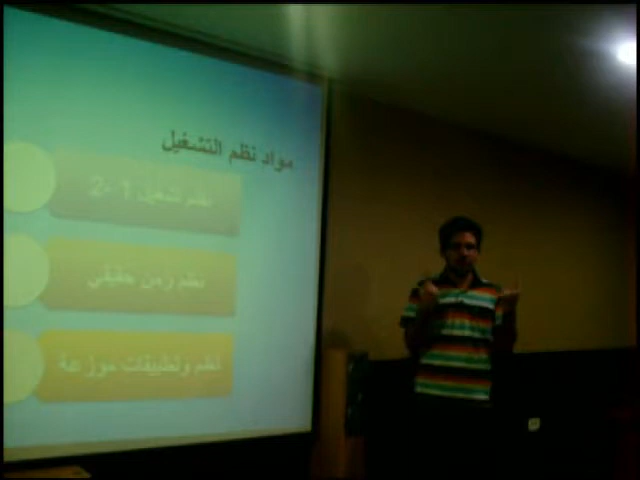 مواد نظم التشغيل
نظم تشغيل 1 -2
نظم زمن حقيقي
نظم وتطبيقات موزعة